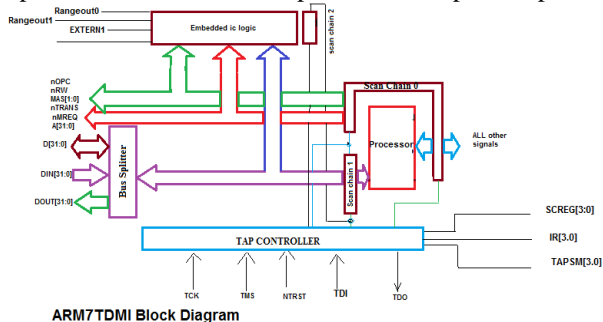 Rangeout0
Rangeout1
EXTERN1
Embedded ic logic
scan chain 2
nOPC
nRW
MAS[1:0)
nTRANS
nMREQ
A[31:0)
Scan Chain 0
Processor
ALL other
signals
D[31:0)
DIN[31:0)
DOUT(31:0)
Bus Splitter
Scan chain 1
TAP CONTROLLER
SCREG[3:0)
IR[3.0]
TAPSM[3.0)
TCK
TMS
NTRST
TDI
TDO
ARM7TDMI Block Diagram